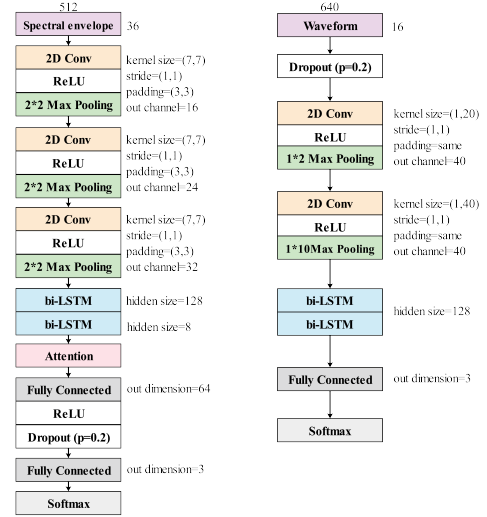 512
Spectral envelope
36
2D Conv
ReLU
2*2 Max Pooling
kernel size=(7,7)
stride=(1,1)
padding=(3,3)
out channel=16
2D Conv
ReLU
2*2 Max Pooling
kernel size=(7,7)
stride=(1,1)
padding=(3,3)
out channel=24
2D Conv
ReLU
2*2 Max Pooling
kernel size=(7,7)
stride=(1,1)
padding=(3,3)
out channel=32
bi-LSTM
hidden size=128
bi-LSTM
hidden size=8
Attention
Fully Connected
out dimension=64
ReLU
Dropout (p=0.2)
Fully Connected
out dimension=3
Softmax
640
Waveform
16
Dropout (p=0.2)
2D Conv
ReLU
1*2 Max Pooling
kernel size=(1,20)
stride=(1,1)
padding=same
out channel=40
2D Conv
ReLU
1*10Max Pooling
kernel size=(1,40)
stride=(1,1)
padding=same
out channel=40
bi-LSTM
bi-LSTM
hidden size=128
Fully Connected
out dimension=3
Softmax